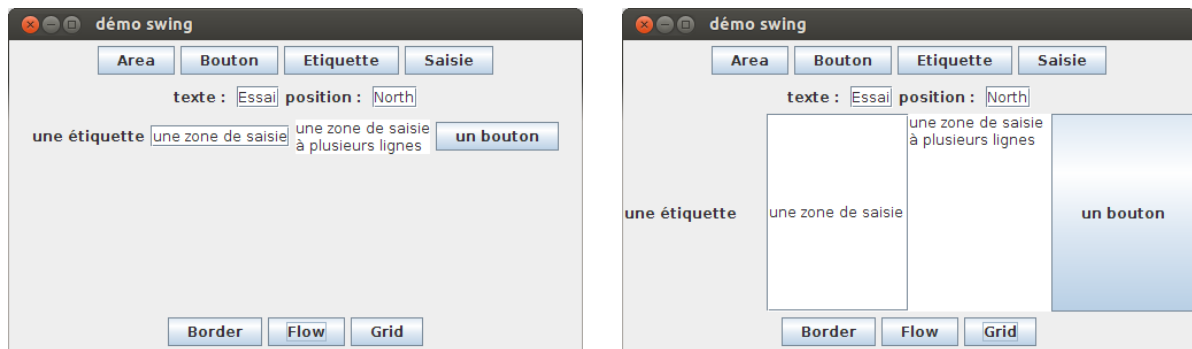 démo swing
Area Bouton Etiquette Saisie
texte : Essai position : North
une étiquette une zone de saisie une zone de saisie à plusieurs lignes un bouton
Border Flow Grid
démo swing
Area Bouton Etiquette Saisie
texte : Essai position : North
une zone de saisie
à plusieurs lignes
une étiquette une zone de saisie un bouton
Border Flow Grid